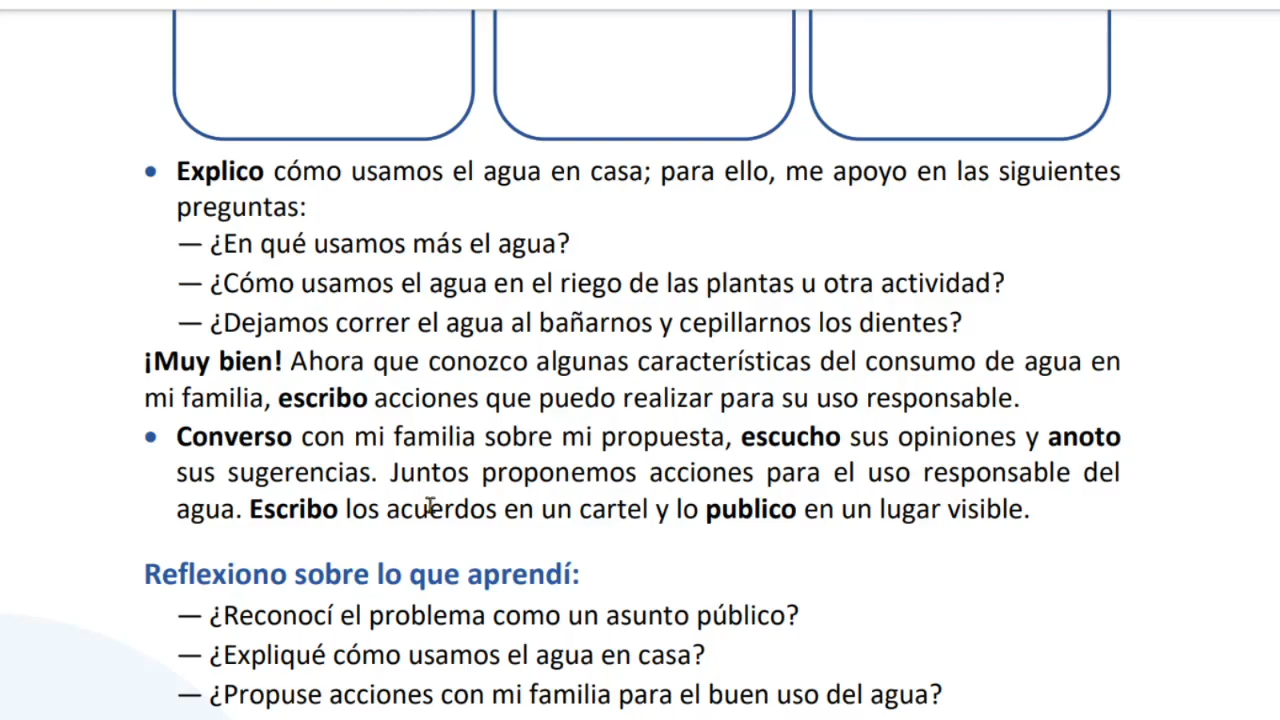 • Explico cómo usamos el agua en casa; para ello, me apoyo en las siguientes
preguntas:
— ¿En qué usamos más el agua?
— ¿Cómo usamos el agua en el riego de las plantas u otra actividad?
— ¿Dejamos correr el agua al bañarnos y cepillarnos los dientes?
¡Muy bien! Ahora que conozco algunas características del consumo de agua en
mi familia, escribo acciones que puedo realizar para su uso responsable.
• Converso con mi familia sobre mi propuesta, escucho sus opiniones y anoto
sus sugerencias. Juntos proponemos acciones para el uso responsable del
agua. Escribo los acuerdos en un cartel y lo publico en un lugar visible.
Reflexiono sobre lo que aprendí:
— ¿Reconocí el problema como un asunto público?
— ¿Expliqué cómo usamos el agua en casa?
— ¿Propuse acciones con mi familia para el buen uso del agua?